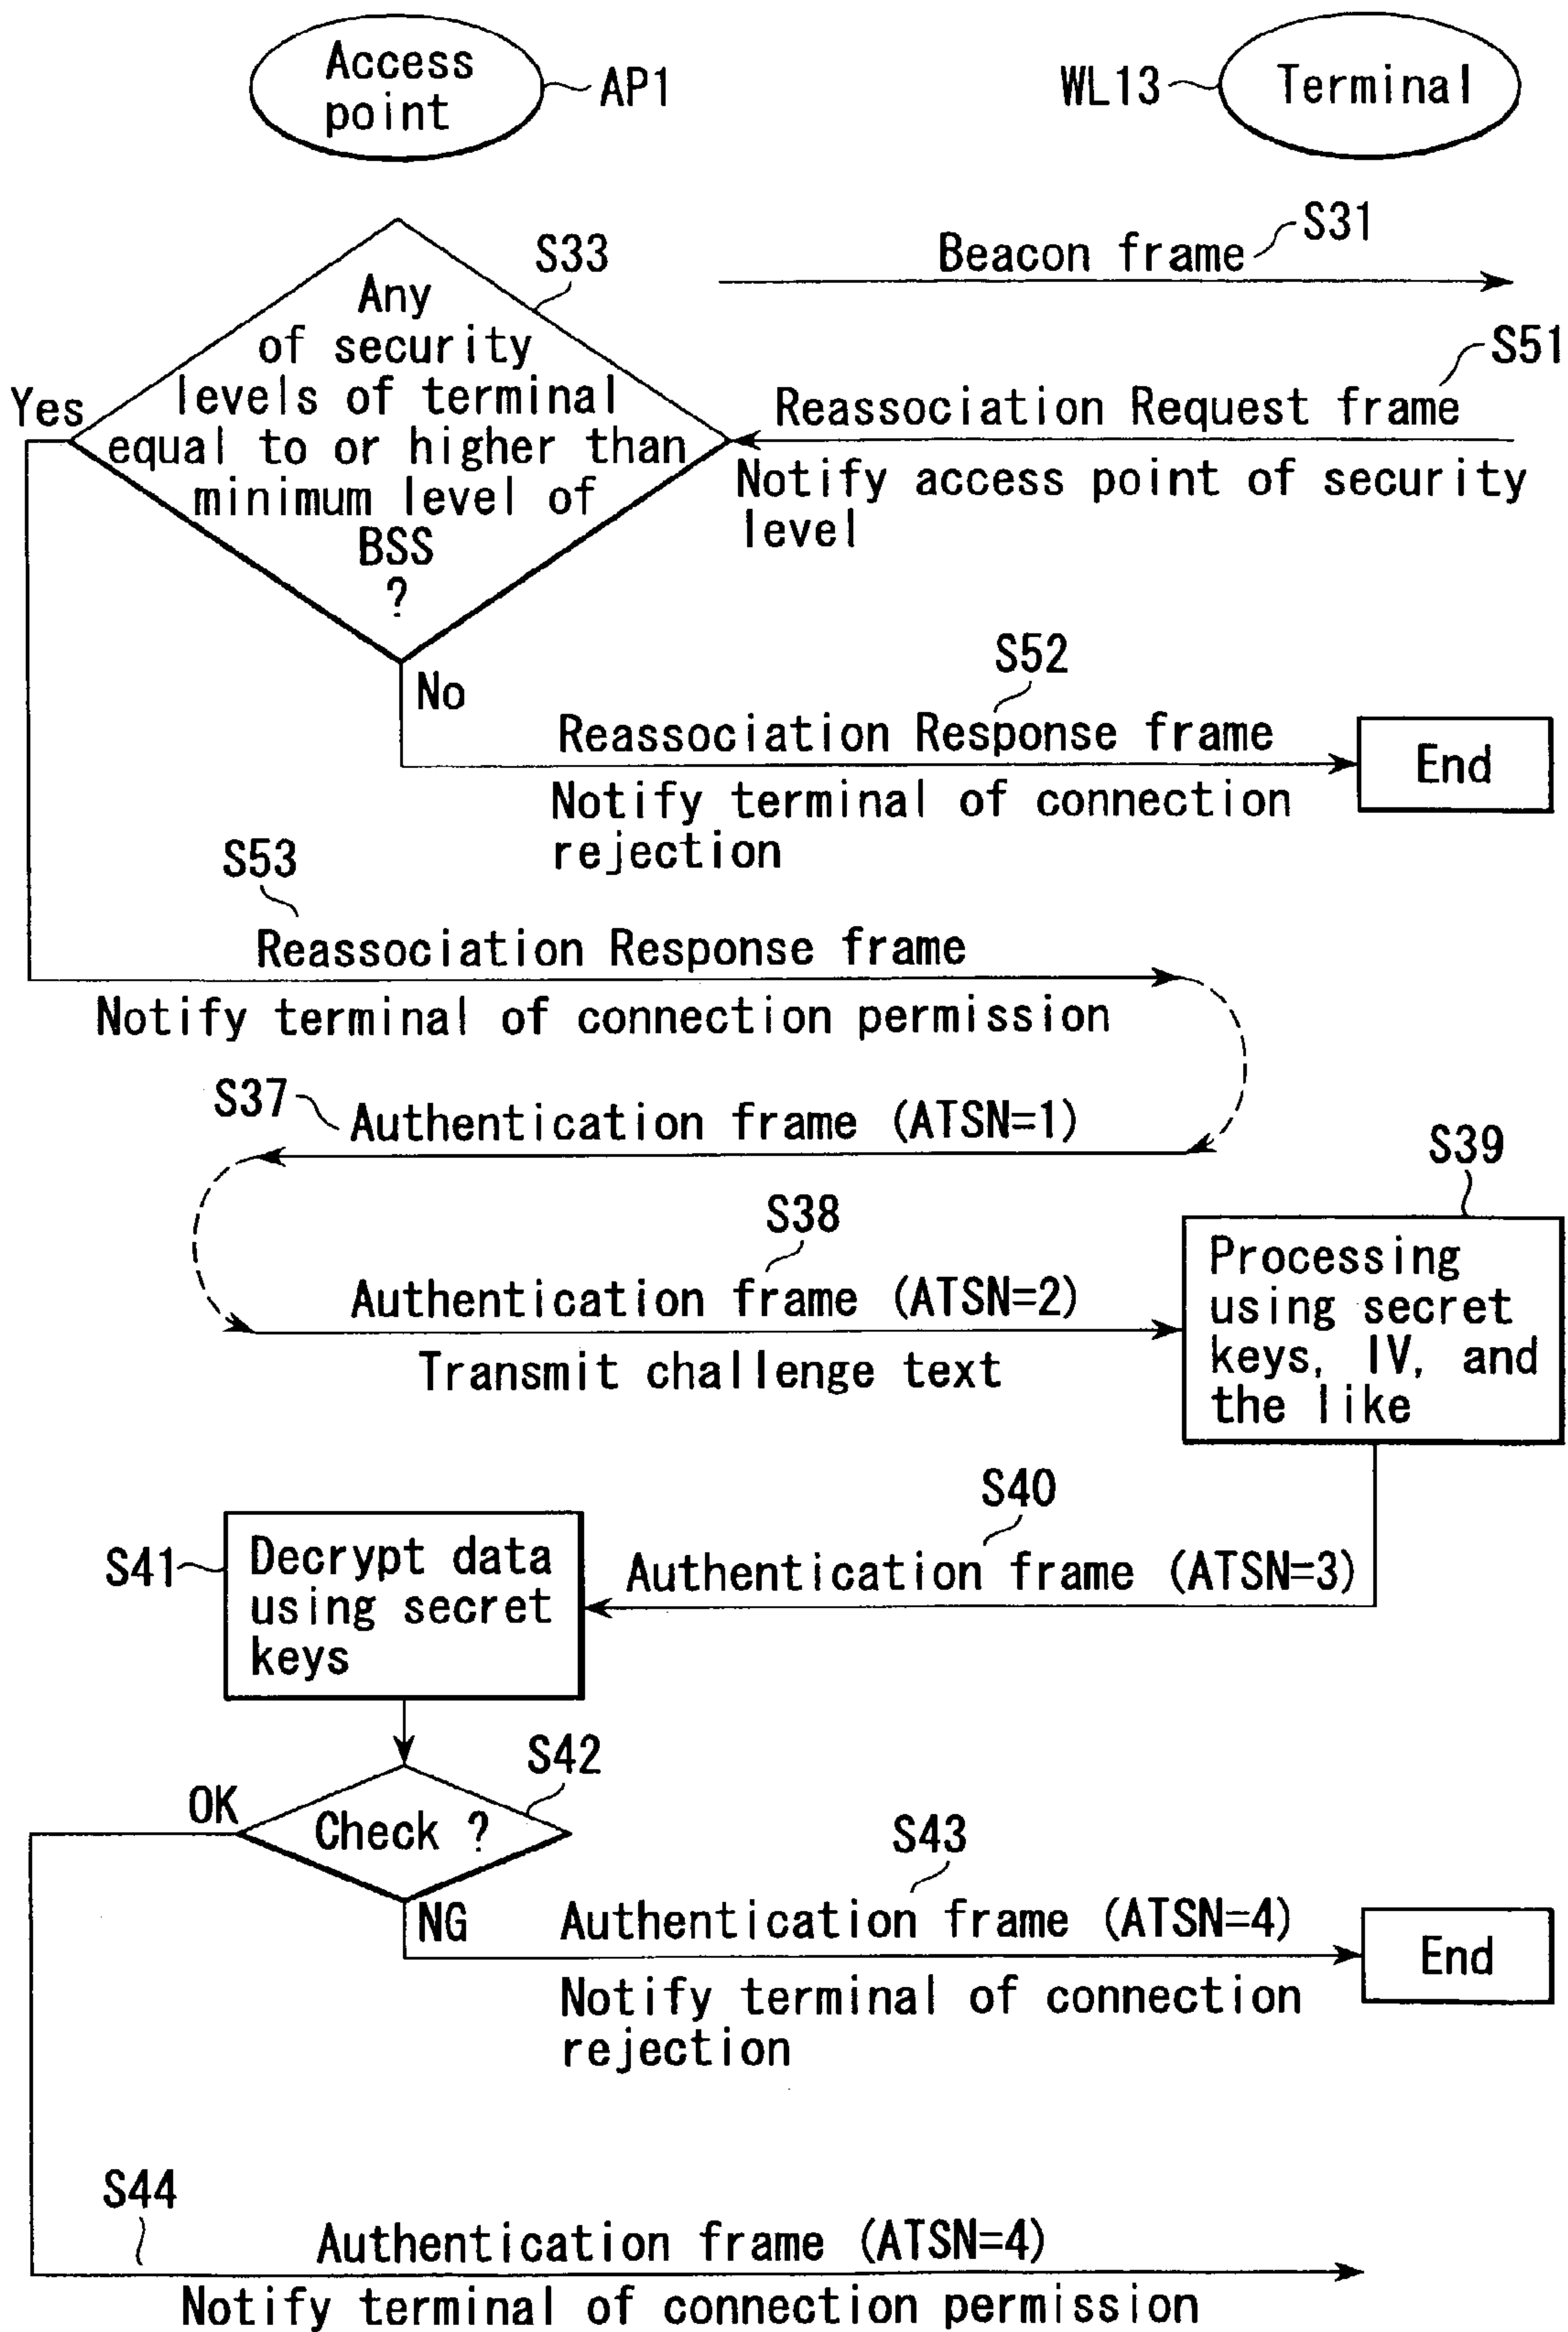 Access
point
AP1
WL13
Terminal
S31
Beacon frame
S33
Any
of security
levels of terminal
equal to or higher than
minimum level of
BSS
?
Yes
S51
Reassociation Request frame
Notify access point of security
level
No
S52
Reassociation Response frame
Notify terminal of connection
rejection
End
S53
Reassociation Response frame
Notify terminal of connection permission
S37
Authentication frame (ATSN=1)
S38
Authentication frame (ATSN=2)
Transmit challenge text
S39
Processing
using secret
keys, IV, and
the like
S40
Authentication frame (ATSN=3)
S41
Decrypt data
using secret
keys
S42
Check ?
OK
NG
S43
Authentication frame (ATSN=4)
Notify terminal of connection
rejection
End
S44
Authentication frame (ATSN=4)
Notify terminal of connection permission